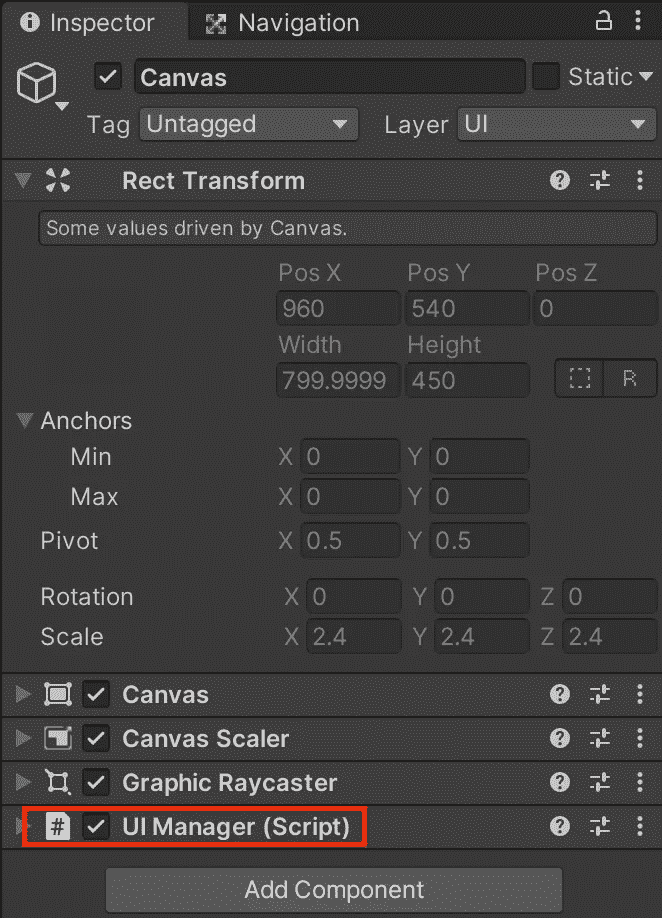 Inspector Navigation
Canvas Static
Tag Untagged Layer UI
Rect Transform
Some values driven by Canvas.
Pos X Pos Y Pos Z
960 540 0
Width Height
799.9999 450 R
Anchors
Min X 0 Y 0
Max X 0 Y 0
Pivot X 0.5 Y 0.5
Rotation X 0 Y 0 Z 0
Scale X 2.4 Y 2.4 Z 2.4
Canvas
Canvas Scaler
Graphic Raycaster
# UI Manager (Script)
Add Component